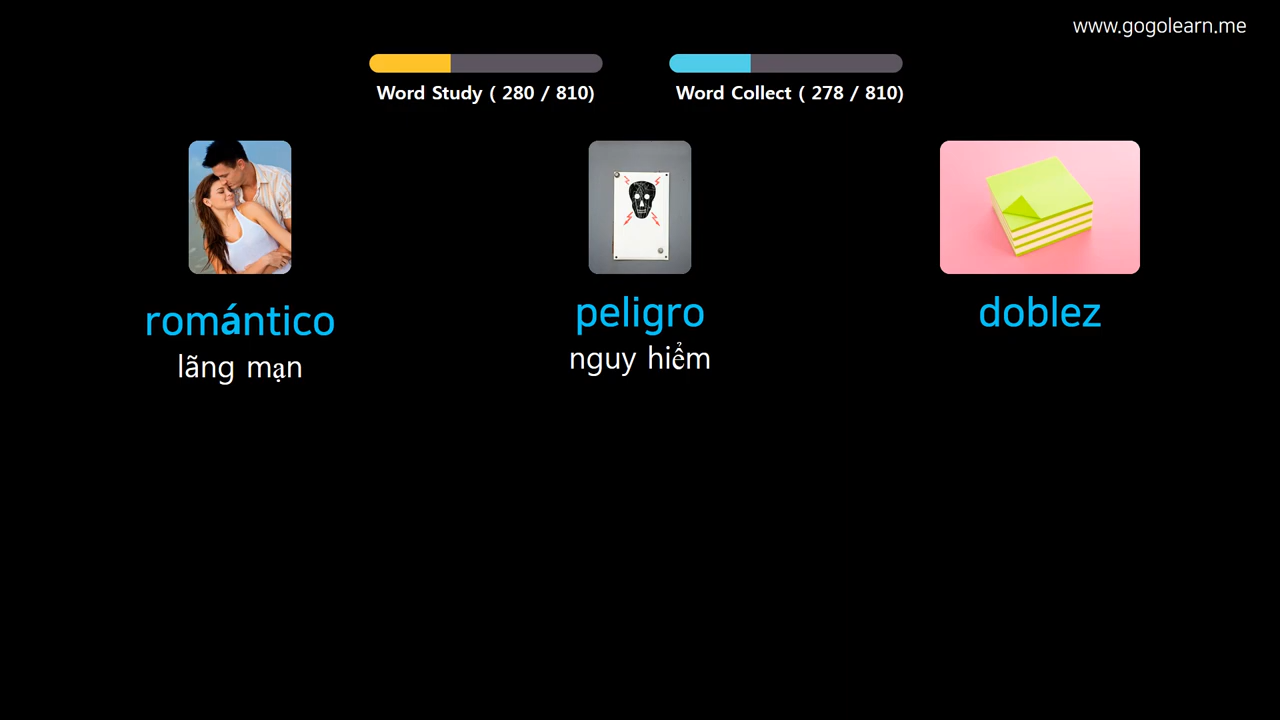 www.gogolearn.me
Word Study ( 280 / 810)
Word Collect ( 278 / 810)
romántico
lãng mạn
peligro
nguy hiểm
doblez